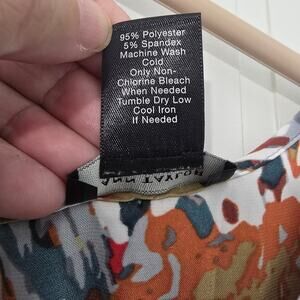 95% Polyester
5% Spandex
Machine Wash
Cold
Only Non-
Chlorine Bleach
When Needed
Tumble Dry Low
Cool Iron
If Needed